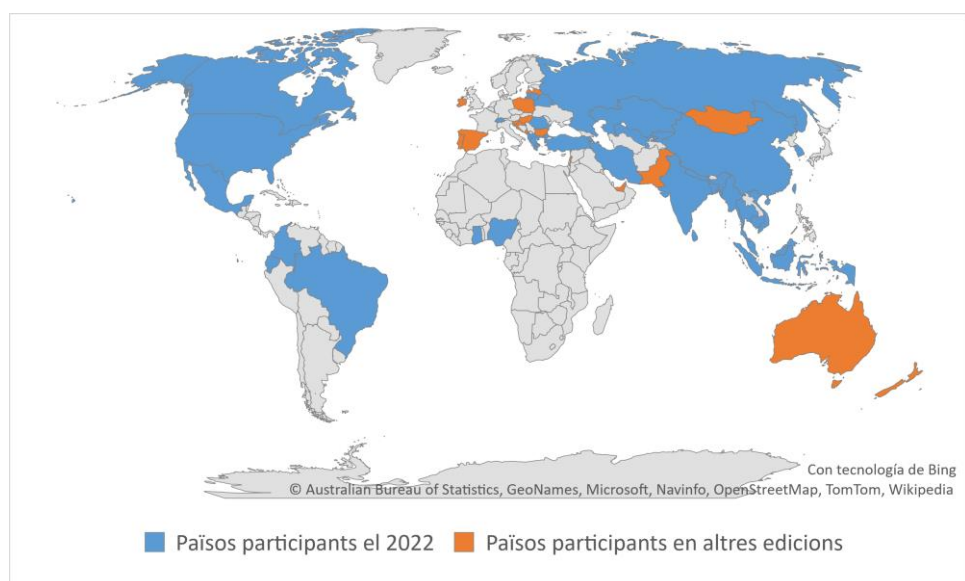 Con tecnología de Bing
© Australian Bureau of Statistics, GeoNames, Microsoft, Navinfo, OpenStreetMap, TomTom, Wikipedia
Països participants el 2022 Països participants en altres edicions